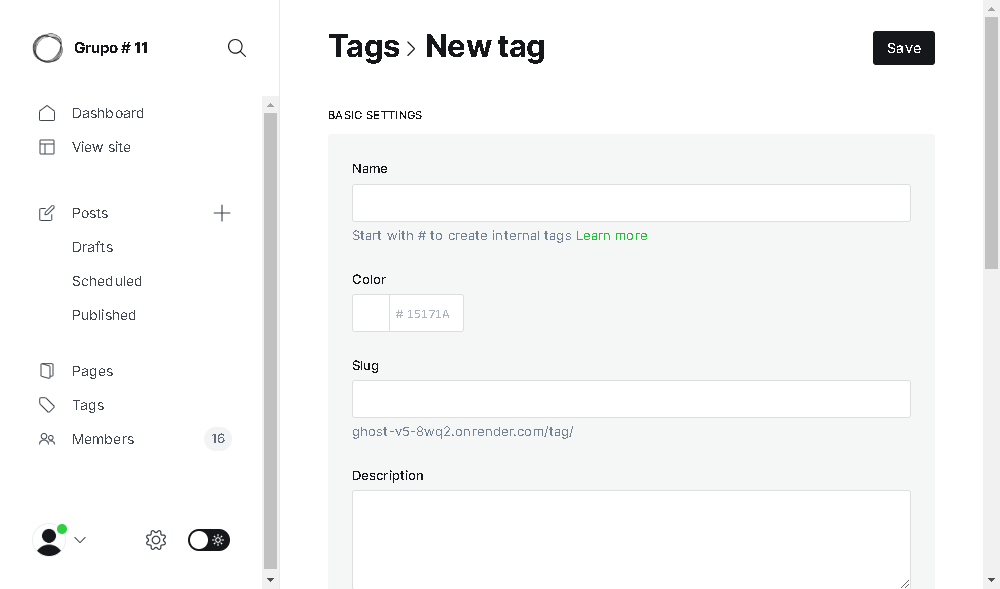 Grupo # 11
Dashboard
View site
Posts
Drafts
Scheduled
Published
Pages
Tags
Members 16
Tags > New tag
Save
BASIC SETTINGS
Name
Start with # to create internal tags Learn more
Color
# 15171A
Slug
ghost-v5-8wq2.onrender.com/tag/
Description